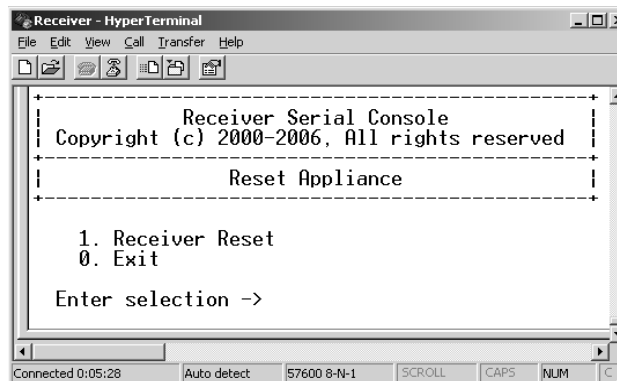 Receiver - HyperTerminal
File Edit View Call Transfer Help
Receiver Serial Console
Copyright (c) 2000-2006, All rights reserved
Reset Appliance
1. Receiver Reset
0. Exit
Enter selection ->
Connected 0:05:28 Auto detect 57600 8-N-1 SCROLL CAPS NUM C